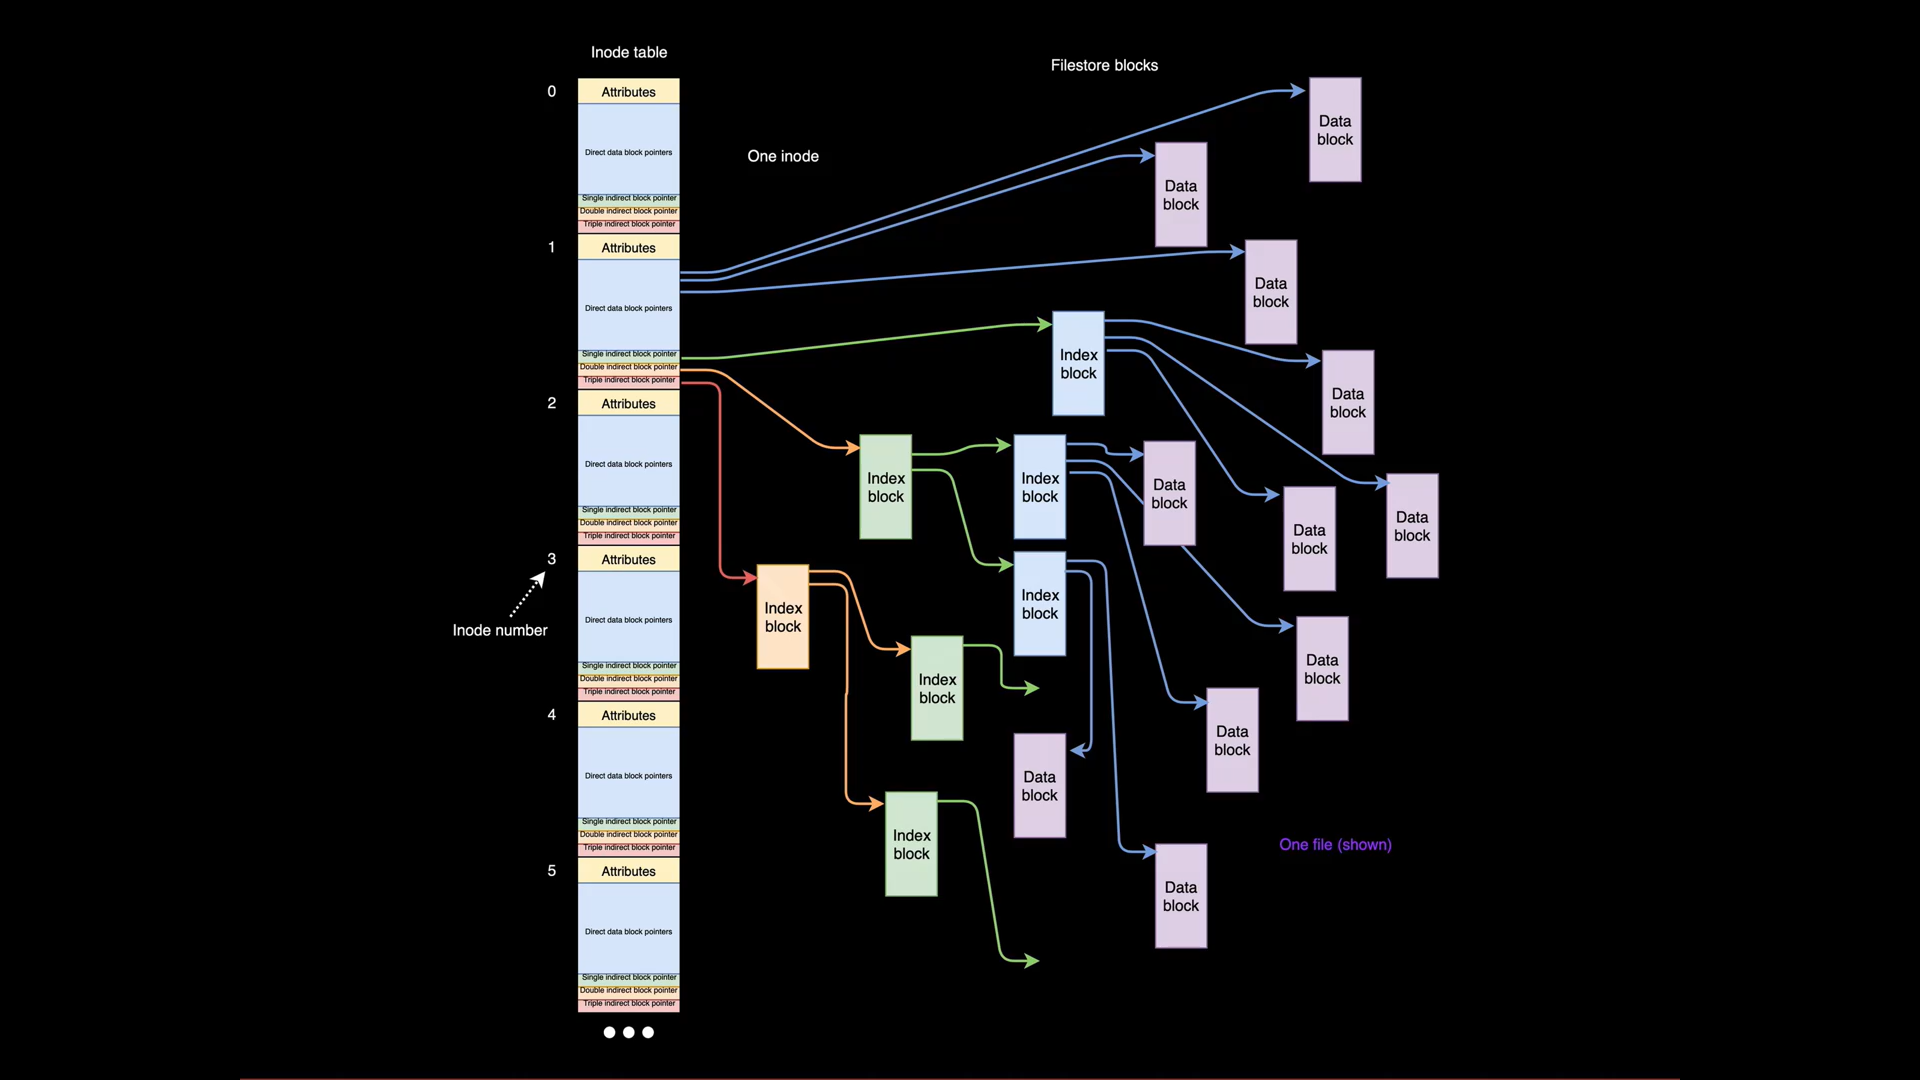 Inode table
Filestore blocks
One inode
0
Attributes
Direct data block pointers
Single indirect block pointer
Double indirect block pointer
Triple indirect block pointer
1
Attributes
Direct data block pointers
Single indirect block pointer
Double indirect block pointer
Triple indirect block pointer
2
Attributes
Direct data block pointers
Single indirect block pointer
Double indirect block pointer
Triple indirect block pointer
3
Attributes
Direct data block pointers
Single indirect block pointer
Double indirect block pointer
Triple indirect block pointer
4
Attributes
Direct data block pointers
Single indirect block pointer
Double indirect block pointer
Triple indirect block pointer
5
Attributes
Direct data block pointers
Single indirect block pointer
Double indirect block pointer
Triple indirect block pointer
Inode number
Data
block
Data
block
Data
block
Index
block
Data
block
Index
block
Index
block
Data
block
Data
block
Data
block
Index
block
Index
block
Data
block
Index
block
Data
block
Data
block
Index
block
Data
block
One file (shown)